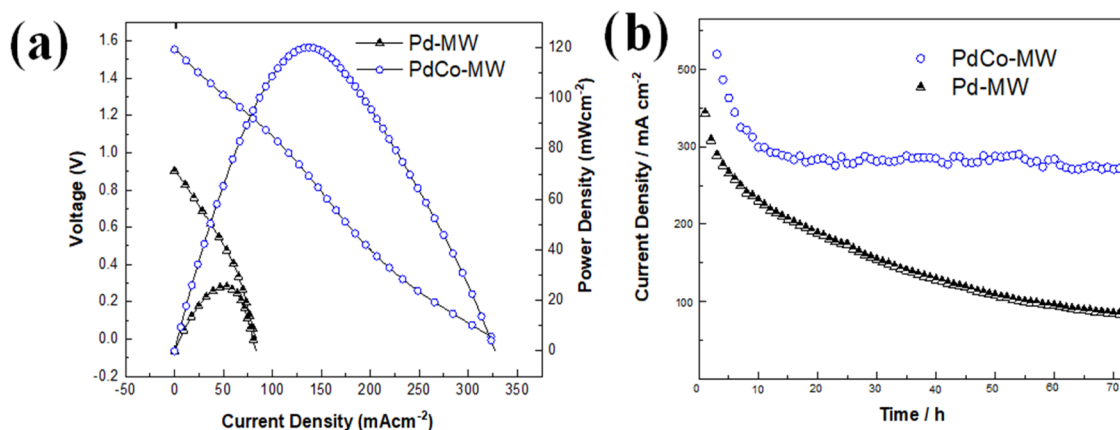 (a)
Pd-MW
PdCo-MW
1.6
1.4
1.2
1.0
0.8
0.6
0.4
0.2
0.0
-0.2
Voltage (V)
120
100
80
60
40
20
0
Power Density (mWcm-2)
-50 0 50 100 150 200 250 300 350
Current Density (mAcm-2)
(b)
PdCo-MW
Pd-MW
500
300
200
100
Current Density / mA cm-2
0 10 20 30 40 50 60 70
Time / h